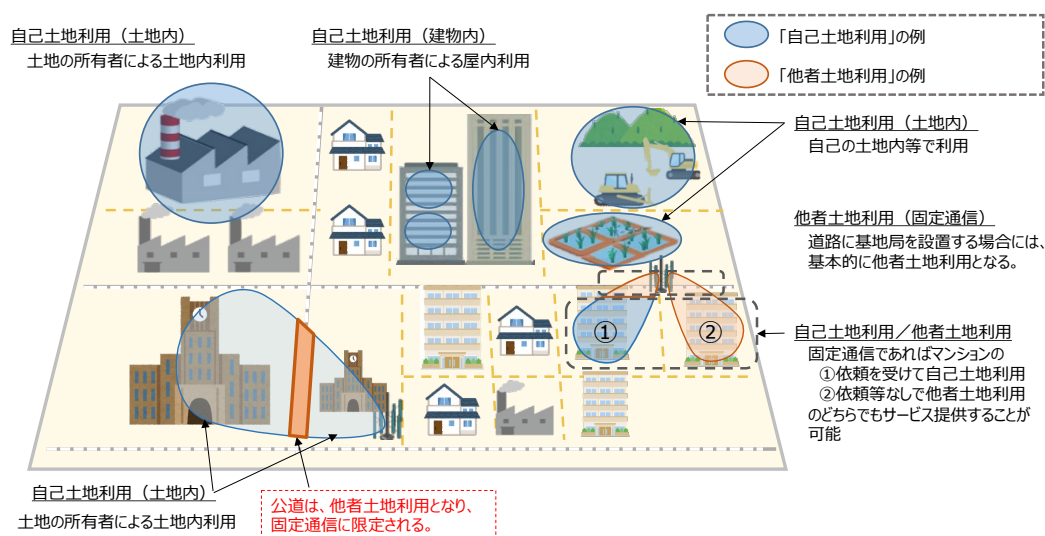 自己土地利用（土地内）
土地の所有者による土地内利用
自己土地利用（建物内）
建物の所有者による屋内利用
「自己土地利用」の例
「他者土地利用」の例
自己土地利用（土地内）
自己の土地内等で利用
他者土地利用（固定通信）
道路に基地局を設置する場合には、
基本的に他者土地利用となる。
①
②
自己土地利用／他者土地利用
固定通信であればマンションの
①依頼を受けて自己土地利用
②依頼等なしで他者土地利用
のどちらでもサービス提供することが
可能
自己土地利用（土地内）
土地の所有者による土地内利用
公道は、他者土地利用となり、
固定通信に限定される。